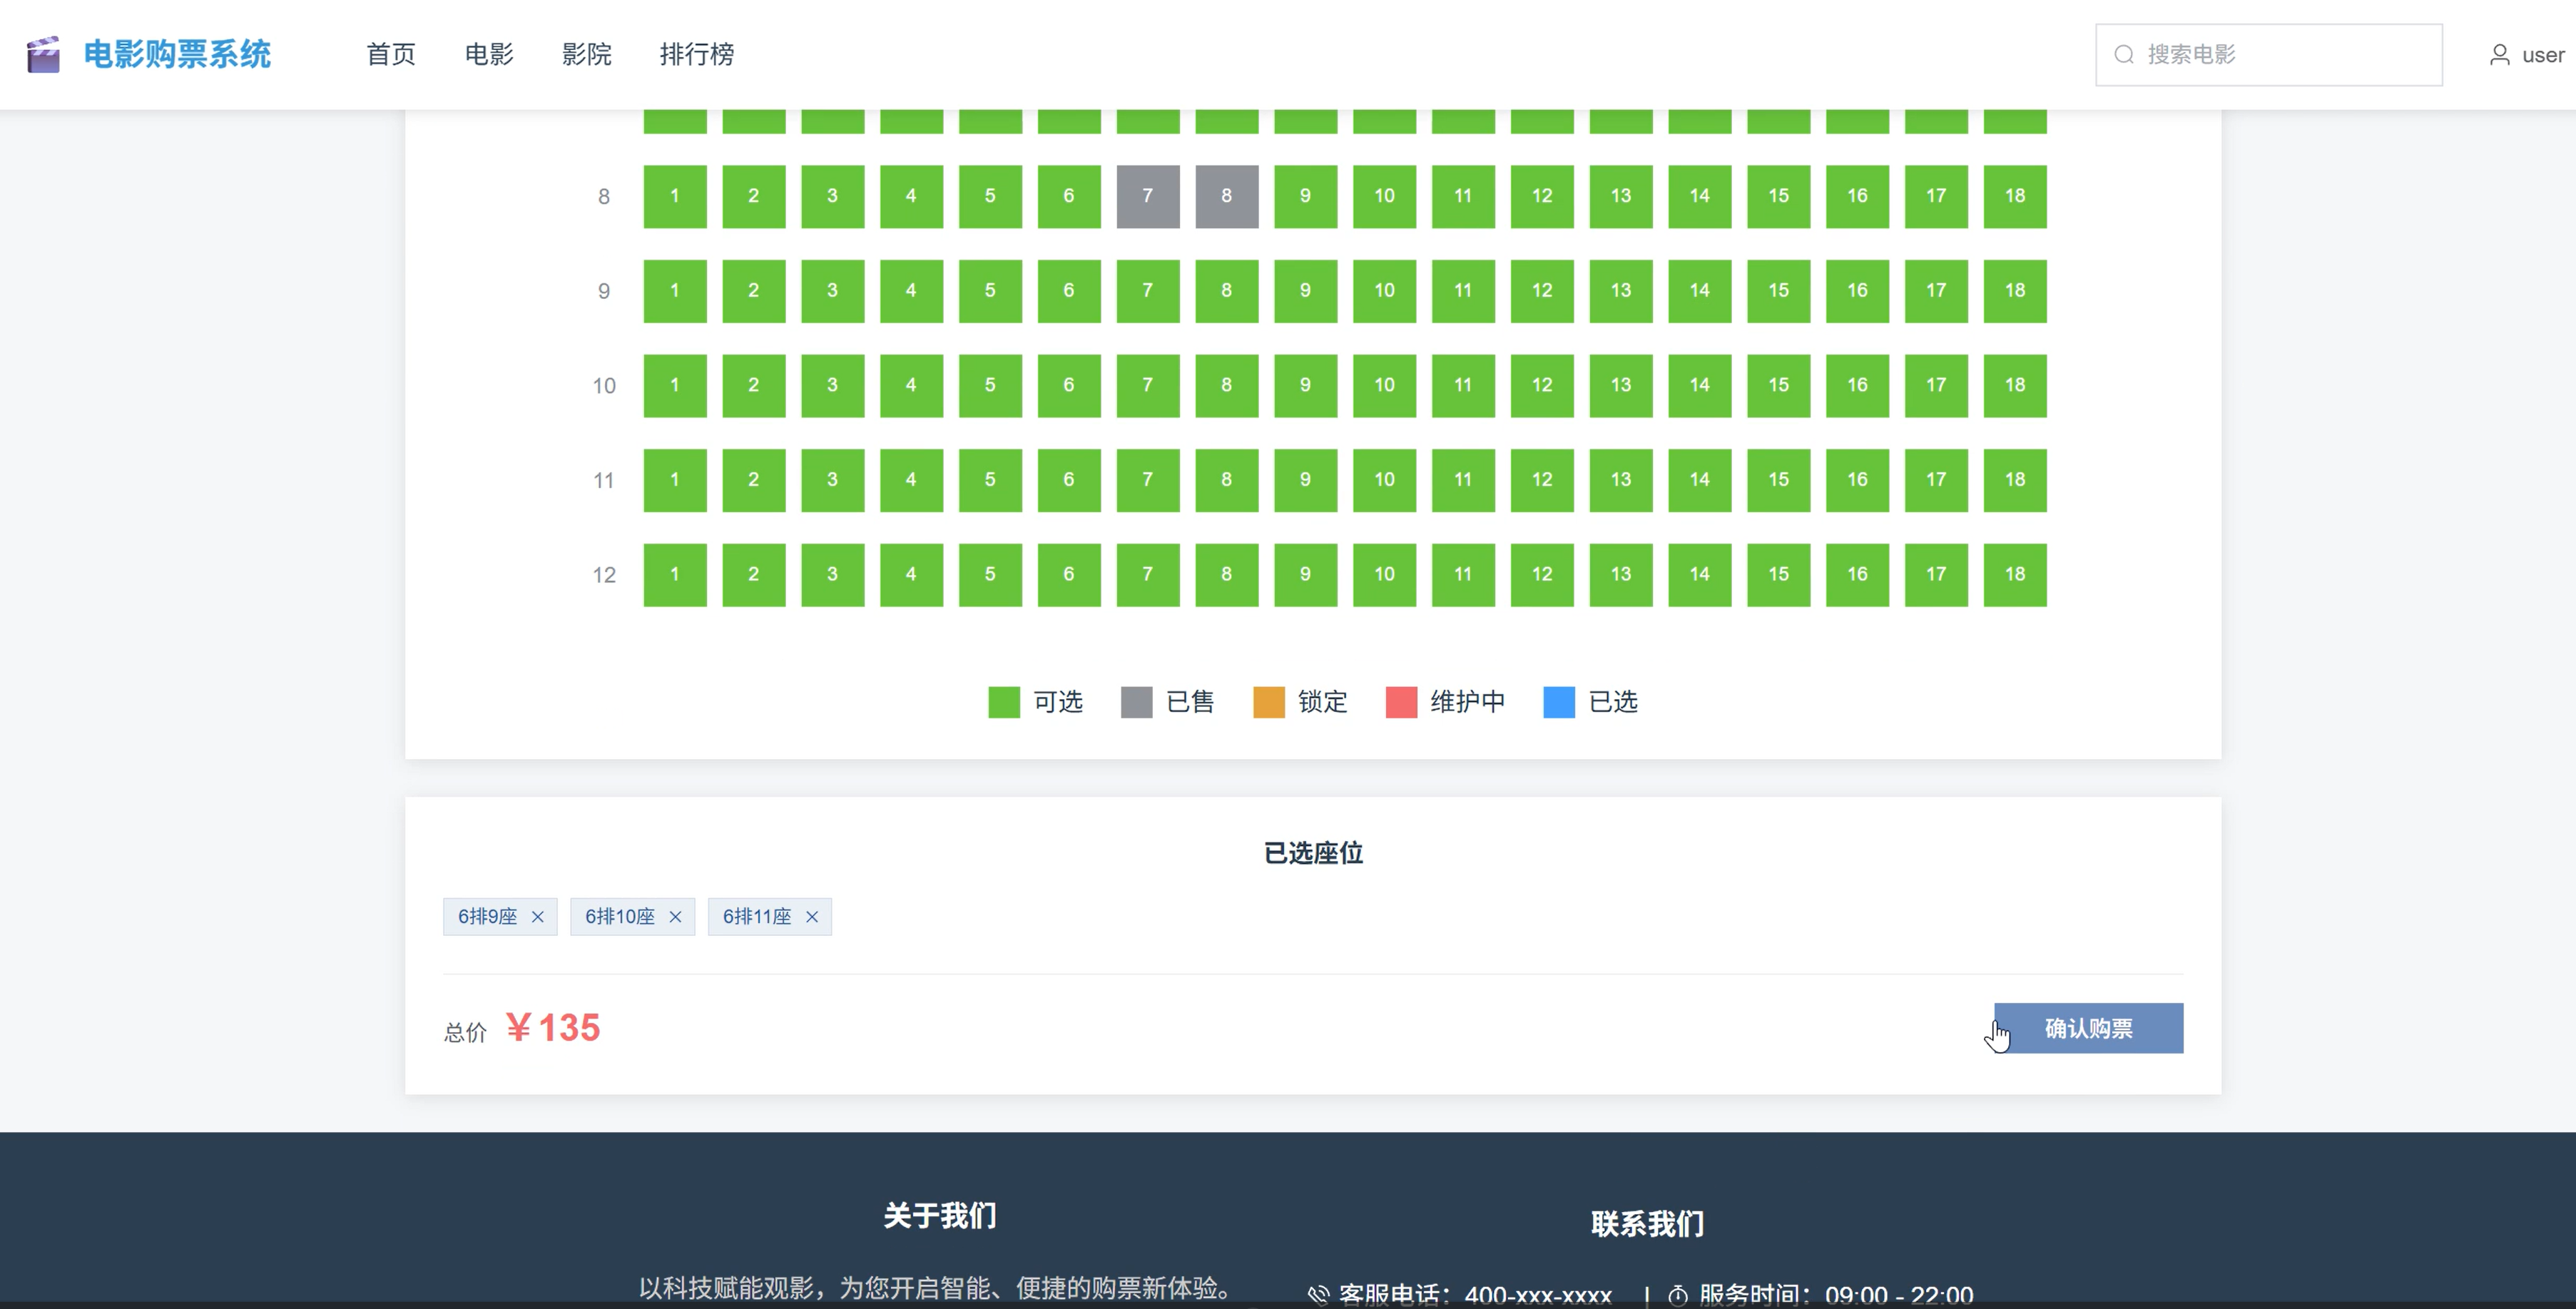 电影购票系统 首页 电影 影院 排行榜 搜索电影 user
8 1 2 3 4 5 6 7 8 9 10 11 12 13 14 15 16 17 18
9 1 2 3 4 5 6 7 8 9 10 11 12 13 14 15 16 17 18
10 1 2 3 4 5 6 7 8 9 10 11 12 13 14 15 16 17 18
11 1 2 3 4 5 6 7 8 9 10 11 12 13 14 15 16 17 18
12 1 2 3 4 5 6 7 8 9 10 11 12 13 14 15 16 17 18
可选 已售 锁定 维护中 已选
已选座位
6排9座 6排10座 6排11座
总价 ￥135 确认购票
关于我们
以科技赋能观影，为您开启智能、便捷的购票新体验。
联系我们
客服电话：400-xxx-xxxx | 服务时间：09:00 - 22:00